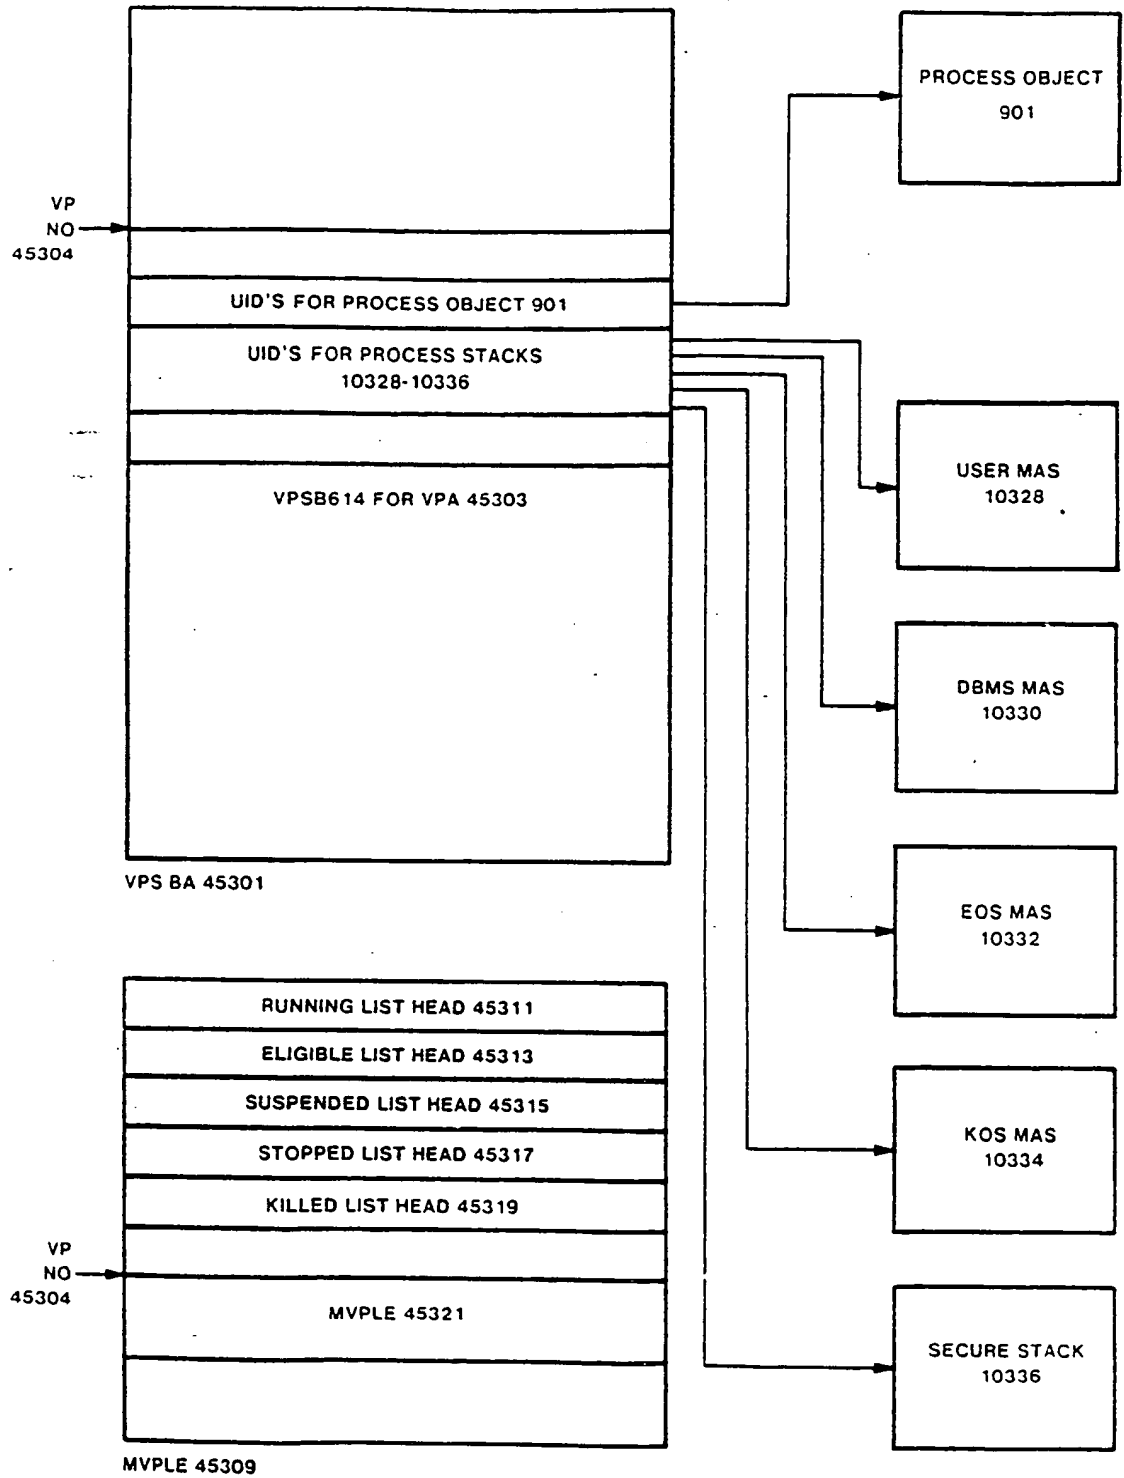 PROCESS OBJECT
901
VP
NO
45304
UID'S FOR PROCESS OBJECT 901
UID'S FOR PROCESS STACKS
10328-10336
VPSB614 FOR VPA 45303
USER MAS
10328
DBMS MAS
10330
VPS BA 45301
EOS MAS
10332
RUNNING LIST HEAD 45311
ELIGIBLE LIST HEAD 45313
SUSPENDED LIST HEAD 45315
STOPPED LIST HEAD 45317
KILLED LIST HEAD 45319
KOS MAS
10334
VP
NO
45304
MVPLE 45321
SECURE STACK
10336
MVPLE 45309